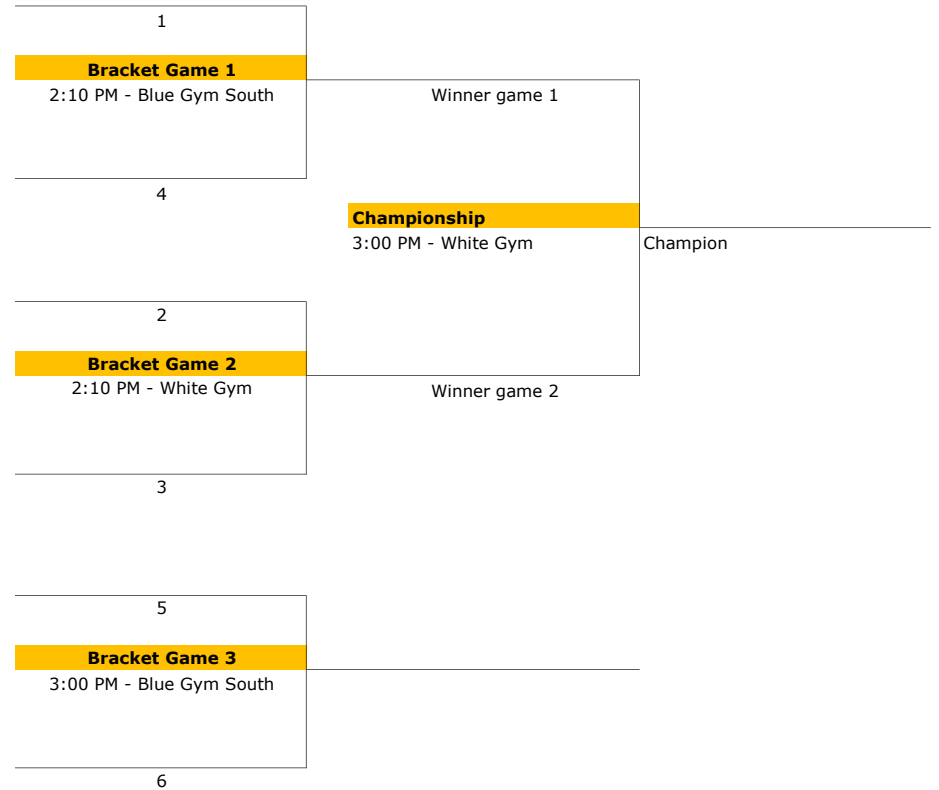 1
Bracket Game 1
2:10 PM - Blue Gym South
Winner game 1
4
Championship
3:00 PM - White Gym
Champion
2
Bracket Game 2
2:10 PM - White Gym
Winner game 2
3
5
Bracket Game 3
3:00 PM - Blue Gym South
6